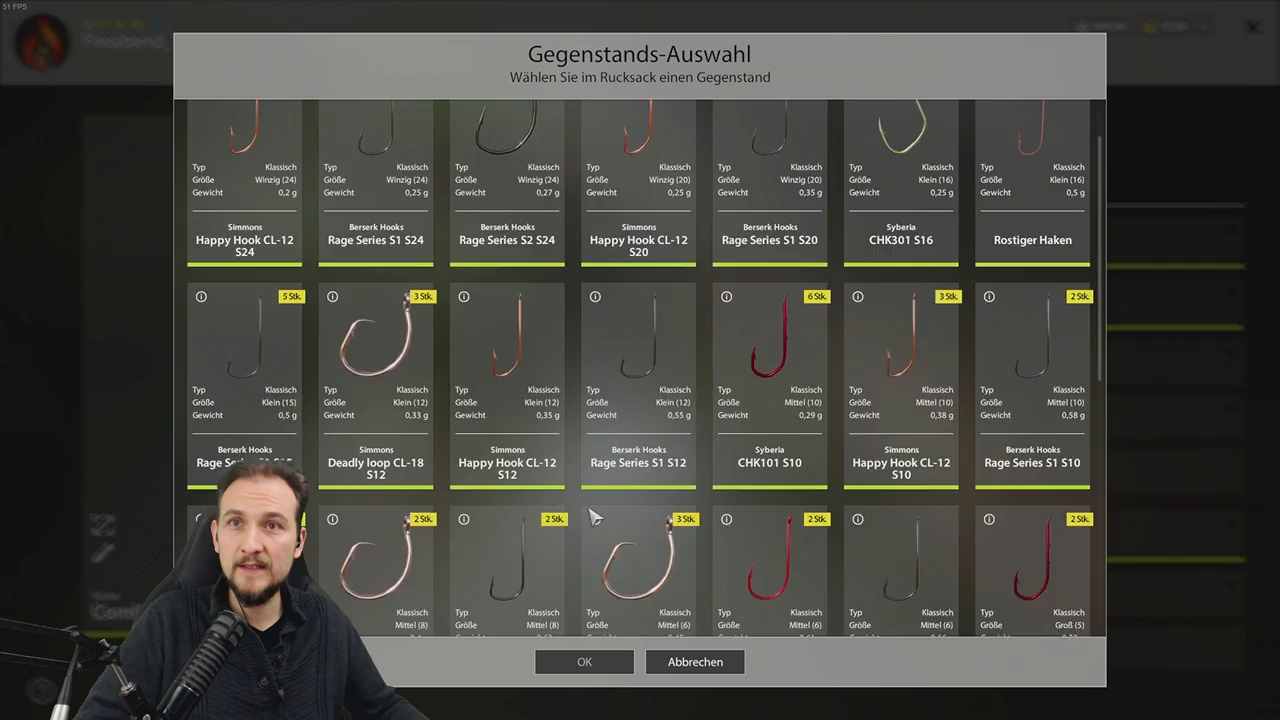 51 FPS
Gegenstands-Auswahl
Wählen Sie im Rucksack einen Gegenstand
Typ Klassisch
Größe Winzig (24)
Gewicht 0,2 g
Simmons
Happy Hook CL-12
S24
Typ Klassisch
Größe Winzig (24)
Gewicht 0,25 g
Berserk Hooks
Rage Series S1 S24
Typ Klassisch
Größe Winzig (24)
Gewicht 0,27 g
Berserk Hooks
Rage Series S2 S24
Typ Klassisch
Größe Winzig (20)
Gewicht 0,25 g
Simmons
Happy Hook CL-12
S20
Typ Klassisch
Größe Winzig (20)
Gewicht 0,35 g
Berserk Hooks
Rage Series S1 S20
Typ Klassisch
Größe Klein (16)
Gewicht 0,25 g
Syberia
CHK301 S16
Typ Klassisch
Größe Klein (16)
Gewicht 0,5 g
Rostiger Haken
5 Stk.
Typ Klassisch
Größe Klein (15)
Gewicht 0,5 g
Berserk Hooks
3 Stk.
Typ Klassisch
Größe Klein (12)
Gewicht 0,33 g
Simmons
Deadly loop CL-18
S12
Typ Klassisch
Größe Klein (12)
Gewicht 0,35 g
Simmons
Happy Hook CL-12
S12
Typ Klassisch
Größe Klein (12)
Gewicht 0,55 g
Berserk Hooks
Rage Series S1 S12
6 Stk.
Typ Klassisch
Größe Mittel (10)
Gewicht 0,29 g
Syberia
CHK101 S10
3 Stk.
Typ Klassisch
Größe Mittel (10)
Gewicht 0,38 g
Simmons
Happy Hook CL-12
S10
2 Stk.
Typ Klassisch
Größe Mittel (10)
Gewicht 0,58 g
Berserk Hooks
Rage Series S1 S10
2 Stk.
Klassisch
Mittel (8)
2 Stk.
Typ Klassisch
Größe Mittel (8)
3 Stk.
Typ Klassisch
Größe Mittel (6)
2 Stk.
Typ Klassisch
Größe Mittel (6)
Typ Klassisch
Größe Mittel (6)
2 Stk.
Typ Klassisch
Größe Groß (5)
OK
Abbrechen